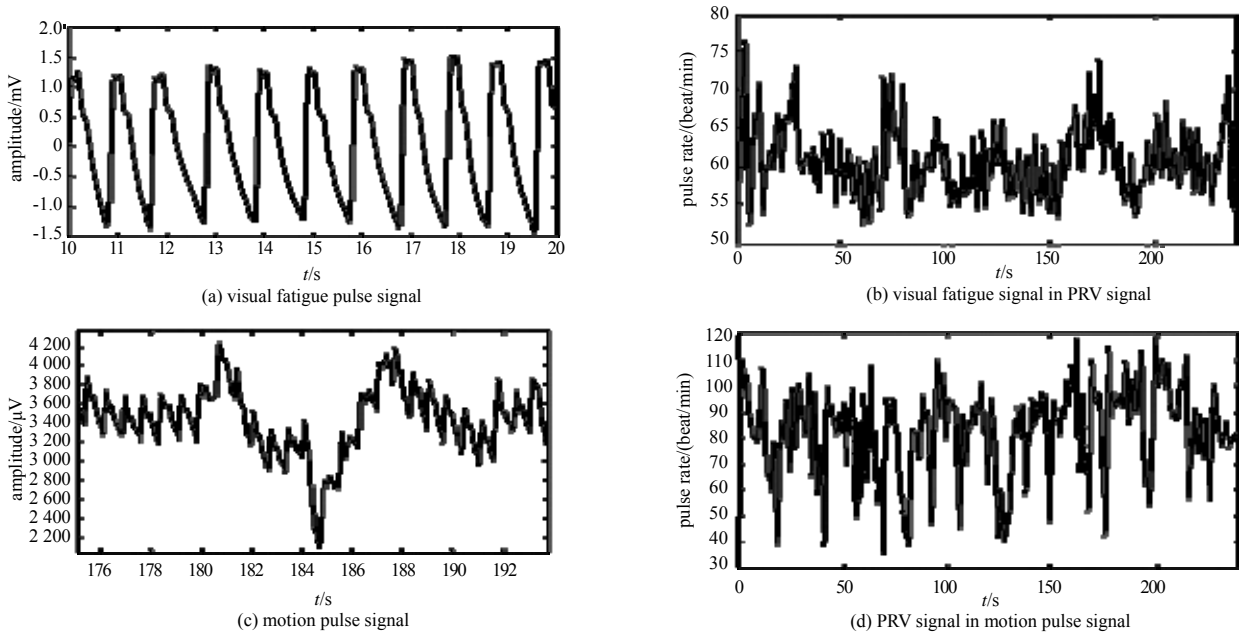 2.0
1.5
1.0
0.5
0
-0.5
-1.0
-1.5
amplitude/mV
10 11 12 13 14 15 16 17 18 19 20
t/s
(a) visual fatigue pulse signal
80
75
70
65
60
55
50
pulse rate/(beat/min)
0 50 100 150 200
t/s
(b) visual fatigue signal in PRV signal
4 200
4 000
3 800
3 600
3 400
3 200
3 000
2 800
2 600
2 400
2 200
amplitude/μV
176 178 180 182 184 186 188 190 192
t/s
(c) motion pulse signal
120
110
100
90
80
70
60
50
40
30
pulse rate/(beat/min)
0 50 100 150 200
t/s
(d) PRV signal in motion pulse signal